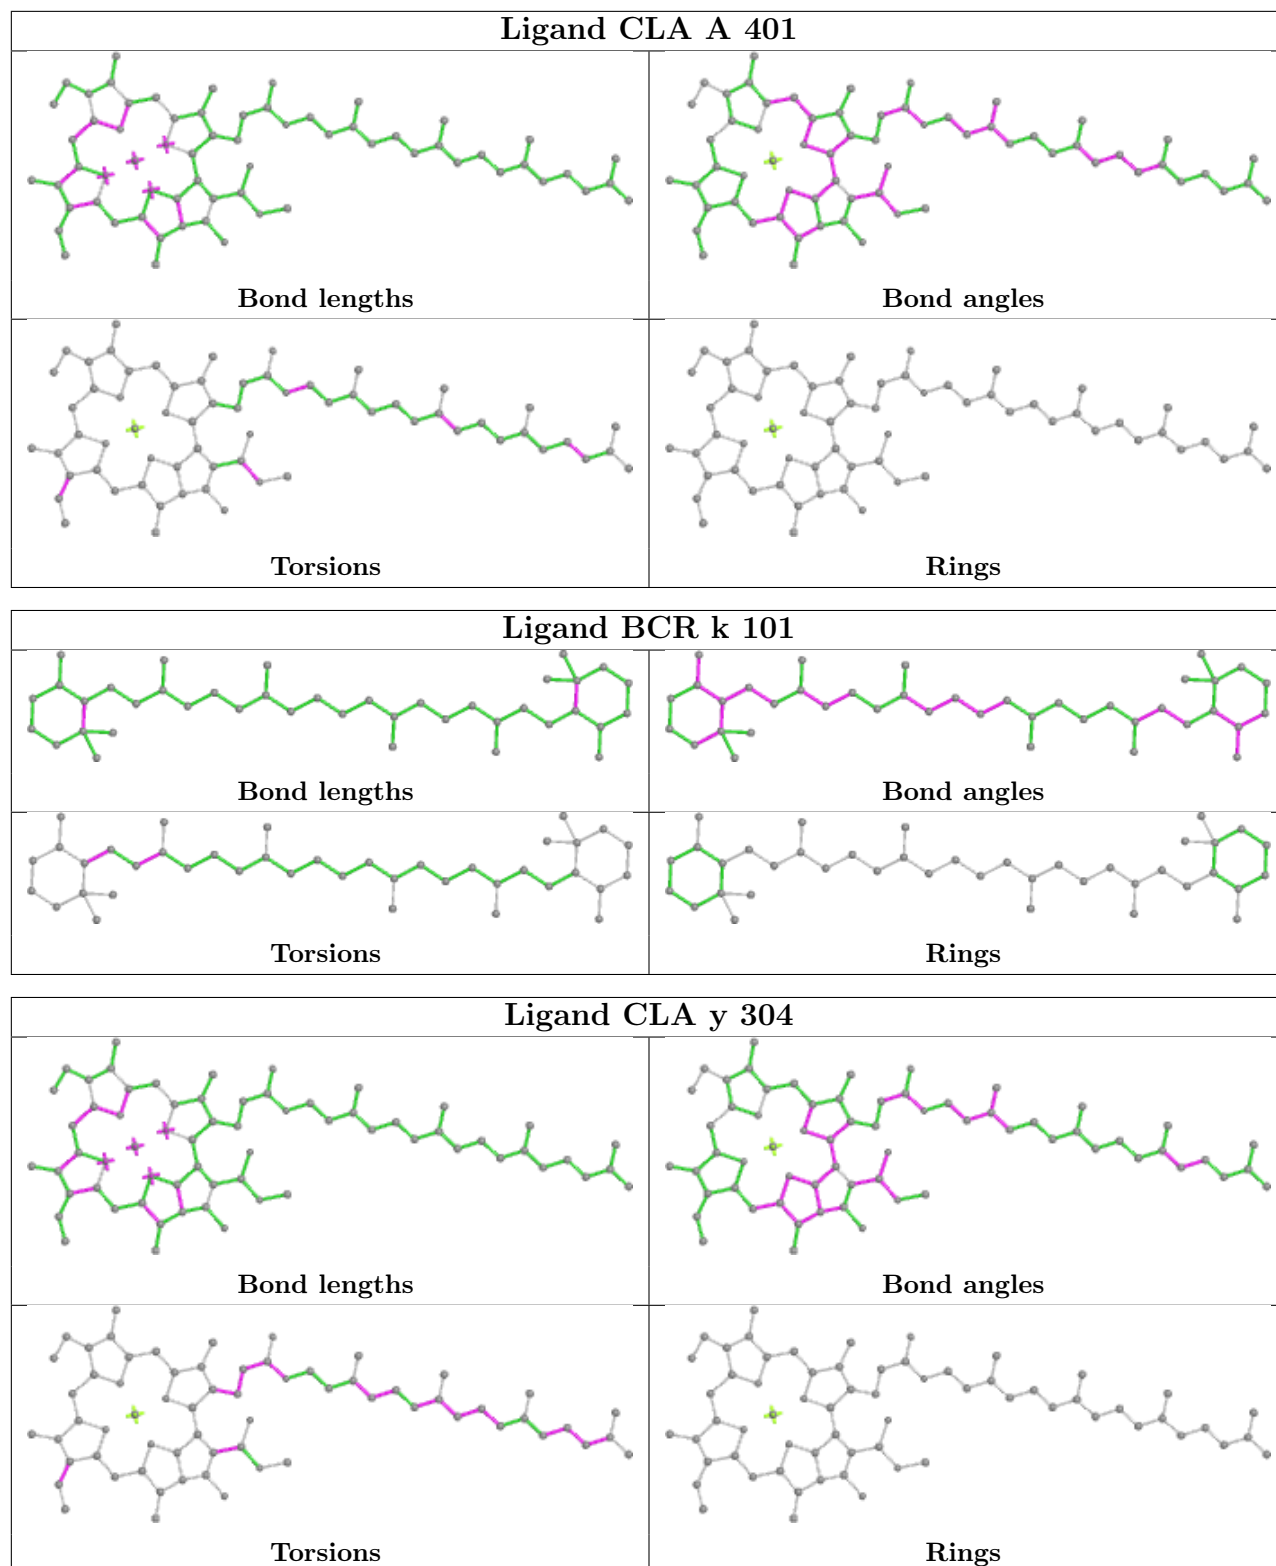 Ligand CLA A 401
Bond lengths
Bond angles
Torsions
Rings
Ligand BCR k 101
Bond lengths
Bond angles
Torsions
Rings
Ligand CLA y 304
Bond lengths
Bond angles
Torsions
Rings